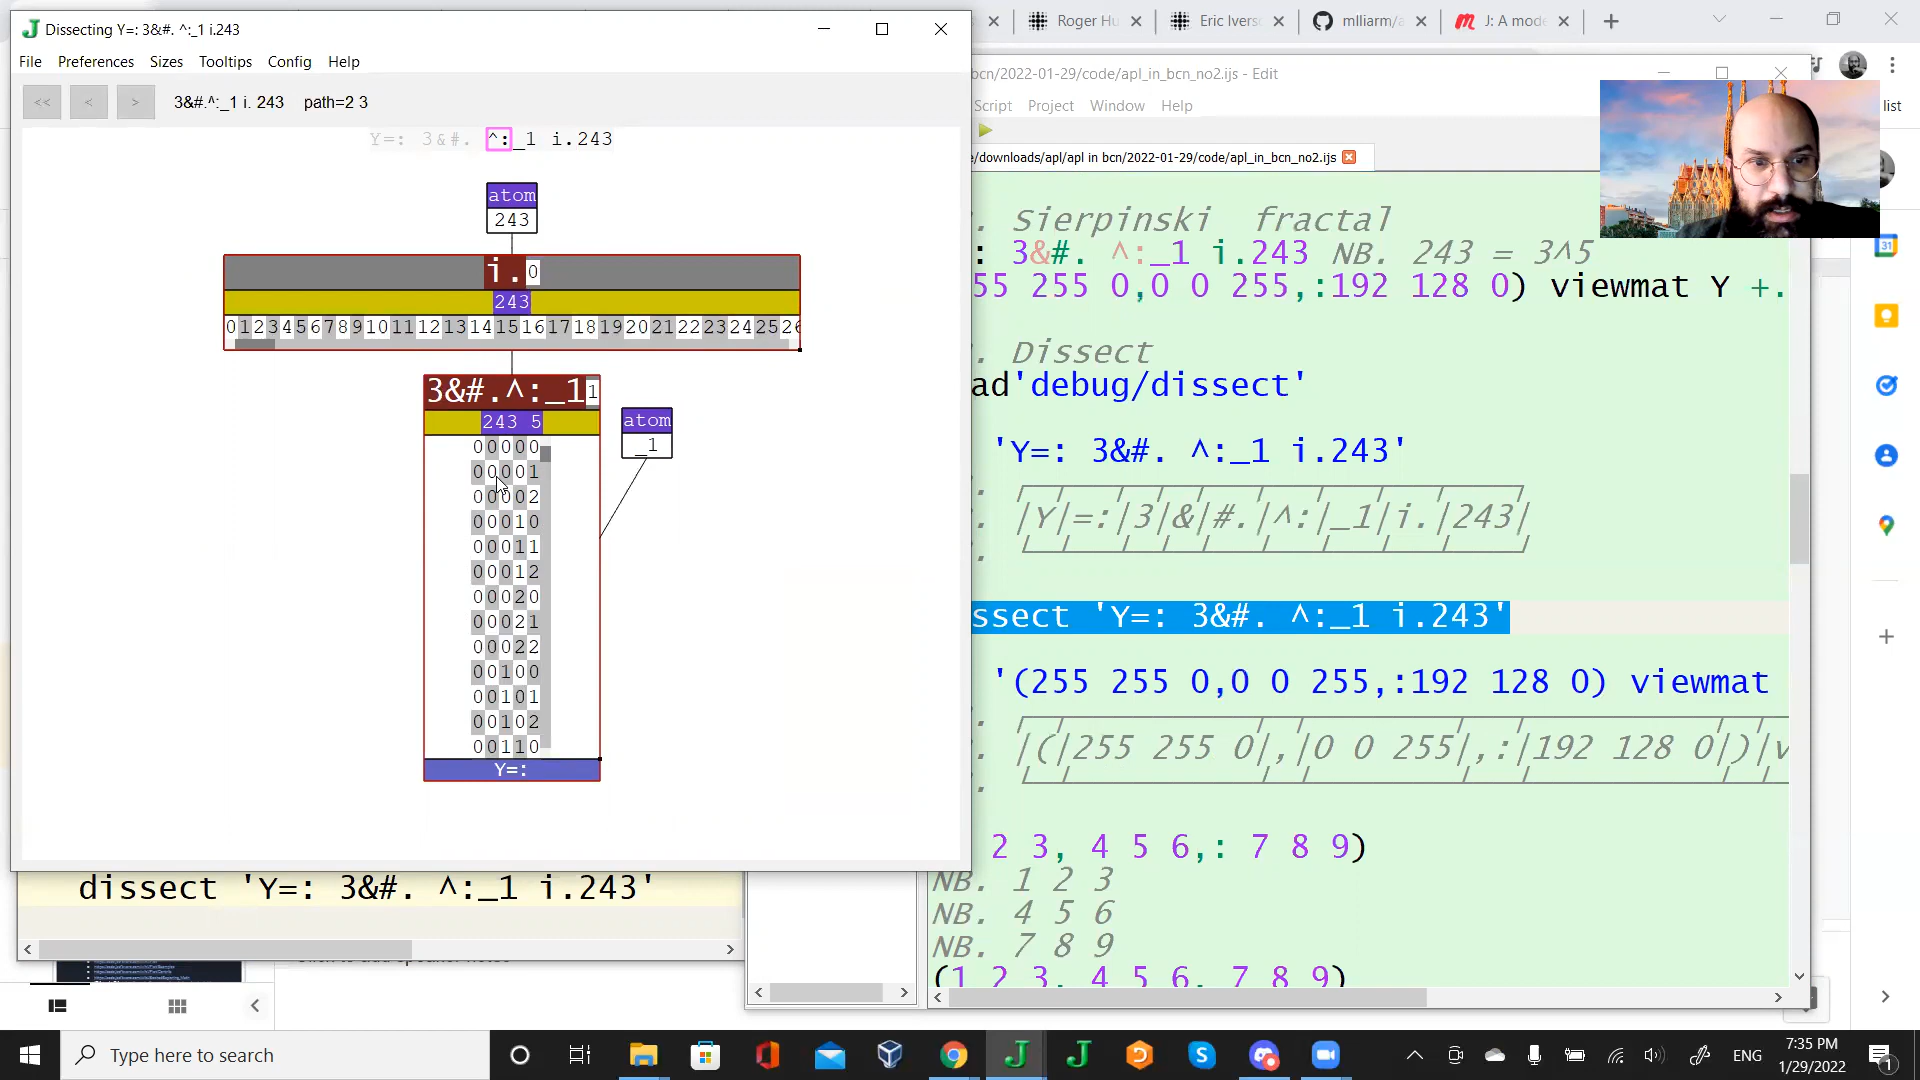 Dissecting Y=: 3&#. ^:_1 i.243
File Preferences Sizes Tooltips Config Help
<< < > 3&#.^:_1 i. 243 path=2 3
Y=: 3&#. ^:_1 i.243
atom
243
i. 0
243
0 1 2 3 4 5 6 7 8 9 10 11 12 13 14 15 16 17 18 19 20 21 22 23 24 25 26
3&#.^:_1 1
243 5
0 0 0 0 0
0 0 0 0 1
0 0 0 0 2
0 0 0 1 0
0 0 0 1 1
0 0 0 1 2
0 0 0 2 0
0 0 0 2 1
0 0 0 2 2
0 0 1 0 0
0 0 1 0 1
0 0 1 0 2
0 0 1 1 0
Y=:
atom
_1
dissect 'Y=: 3&#. ^:_1 i.243'
Roger Hu
Eric Iverso
mlliarm/a
J: A mode
bcn/2022-01-29/code/apl_in_bcn_no2.ijs - Edit
Script Project Window Help
e/downloads/apl/apl in bcn/2022-01-29/code/apl_in_bcn_no2.ijs
list
. Sierpinski fractal
: 3&#. ^:_1 i.243 NB. 243 = 3^5
55 255 0,0 0 255,:192 128 0) viewmat Y +.
. Dissect
ad'debug/dissect'
'Y=: 3&#. ^:_1 i.243'
|Y|=:|3|&|#.|^:|_1|i.|243|
ssect 'Y=: 3&#. ^:_1 i.243'
'(255 255 0,0 0 255,:192 128 0) viewmat
|(|255 255 0|,|0 0 255|,:|192 128 0|)|v
2 3, 4 5 6,: 7 8 9)
NB. 1 2 3
NB. 4 5 6
NB. 7 8 9
(1 2 3, 4 5 6, 7 8 9)
Type here to search
ENG
7:35 PM
1/29/2022
1